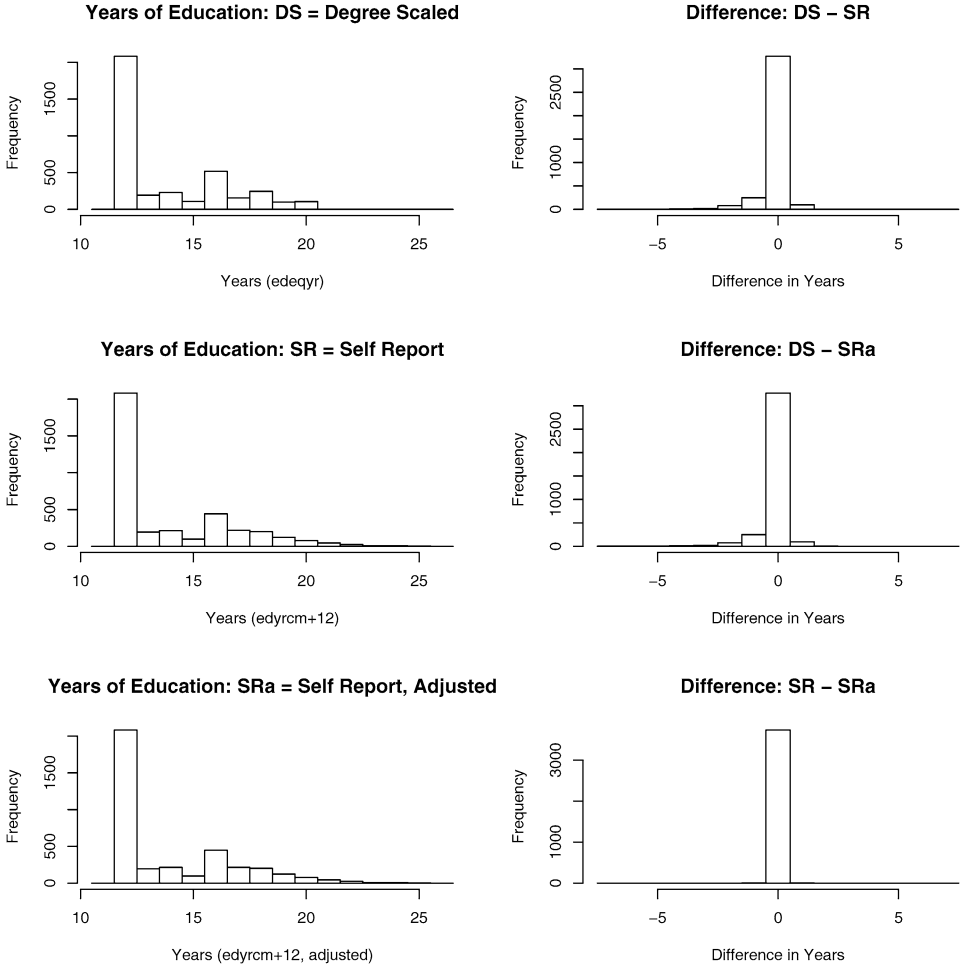 Years of Education: DS = Degree Scaled
Frequency
0
500
1500
10
15
20
25
Years (edeqyr)
Difference: DS − SR
Frequency
0
1000
2500
−5
0
5
Difference in Years
Years of Education: SR = Self Report
Frequency
0
500
1500
10
15
20
25
Years (edyrcm+12)
Difference: DS − SRa
Frequency
0
1000
2500
−5
0
5
Difference in Years
Years of Education: SRa = Self Report, Adjusted
Frequency
0
500
1500
10
15
20
25
Years (edyrcm+12, adjusted)
Difference: SR − SRa
Frequency
0
1000
3000
−5
0
5
Difference in Years